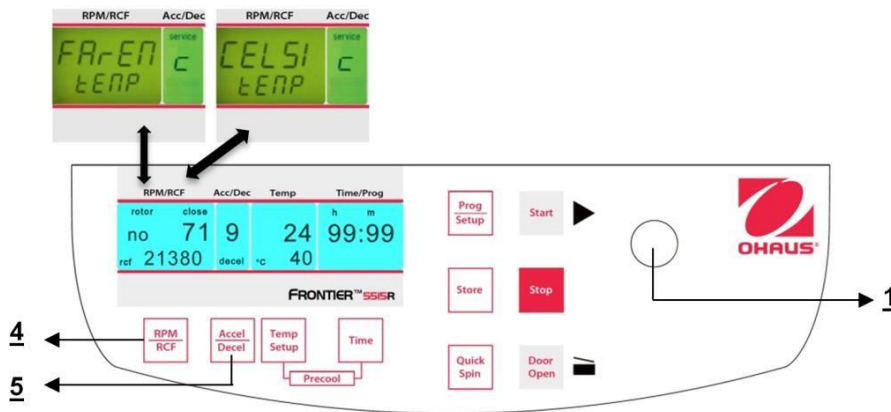 RPM/RCF Acc/Dec
FArEN
tEMP
service
c
RPM/RCF Acc/Dec
CELSI
tEMP
service
c
RPM/RCF Acc/Dec Temp Time/Prog
rotor close h m
no 71 9 24 99:99
rcf 21380 decel °C 40
FRONTIER™ 5515R
Prog
Setup
Start
OHAUS®
Store
Stop
1
4
RPM
RCF
Accel
Decel
Temp
Setup
Time
5
Precool
Quick
Spin
Door
Open